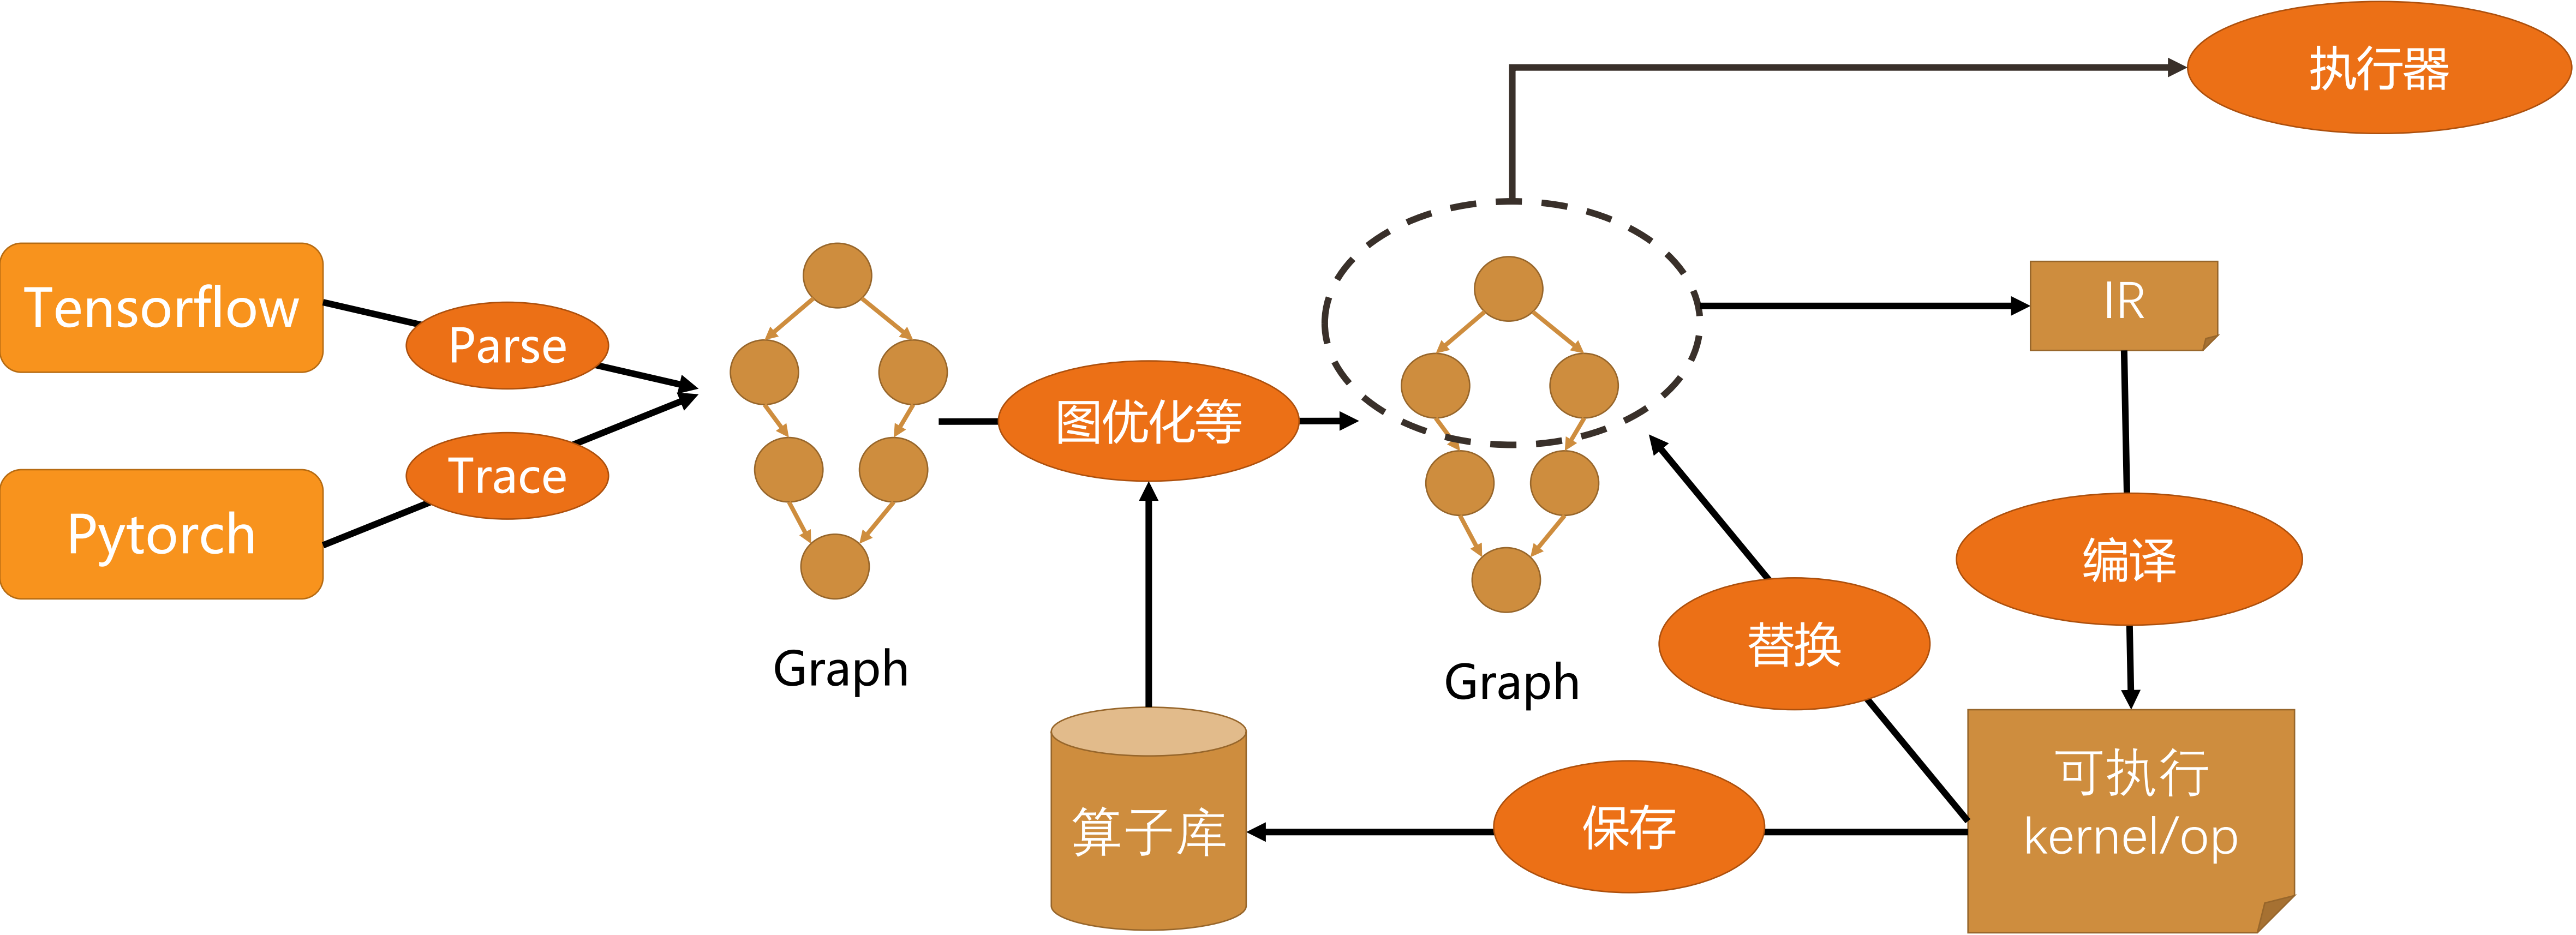 执行器
Tensorflow
Parse
IR
图优化等
Trace
Pytorch
编译
替换
Graph
Graph
可执行
kernel/op
算子库
保存